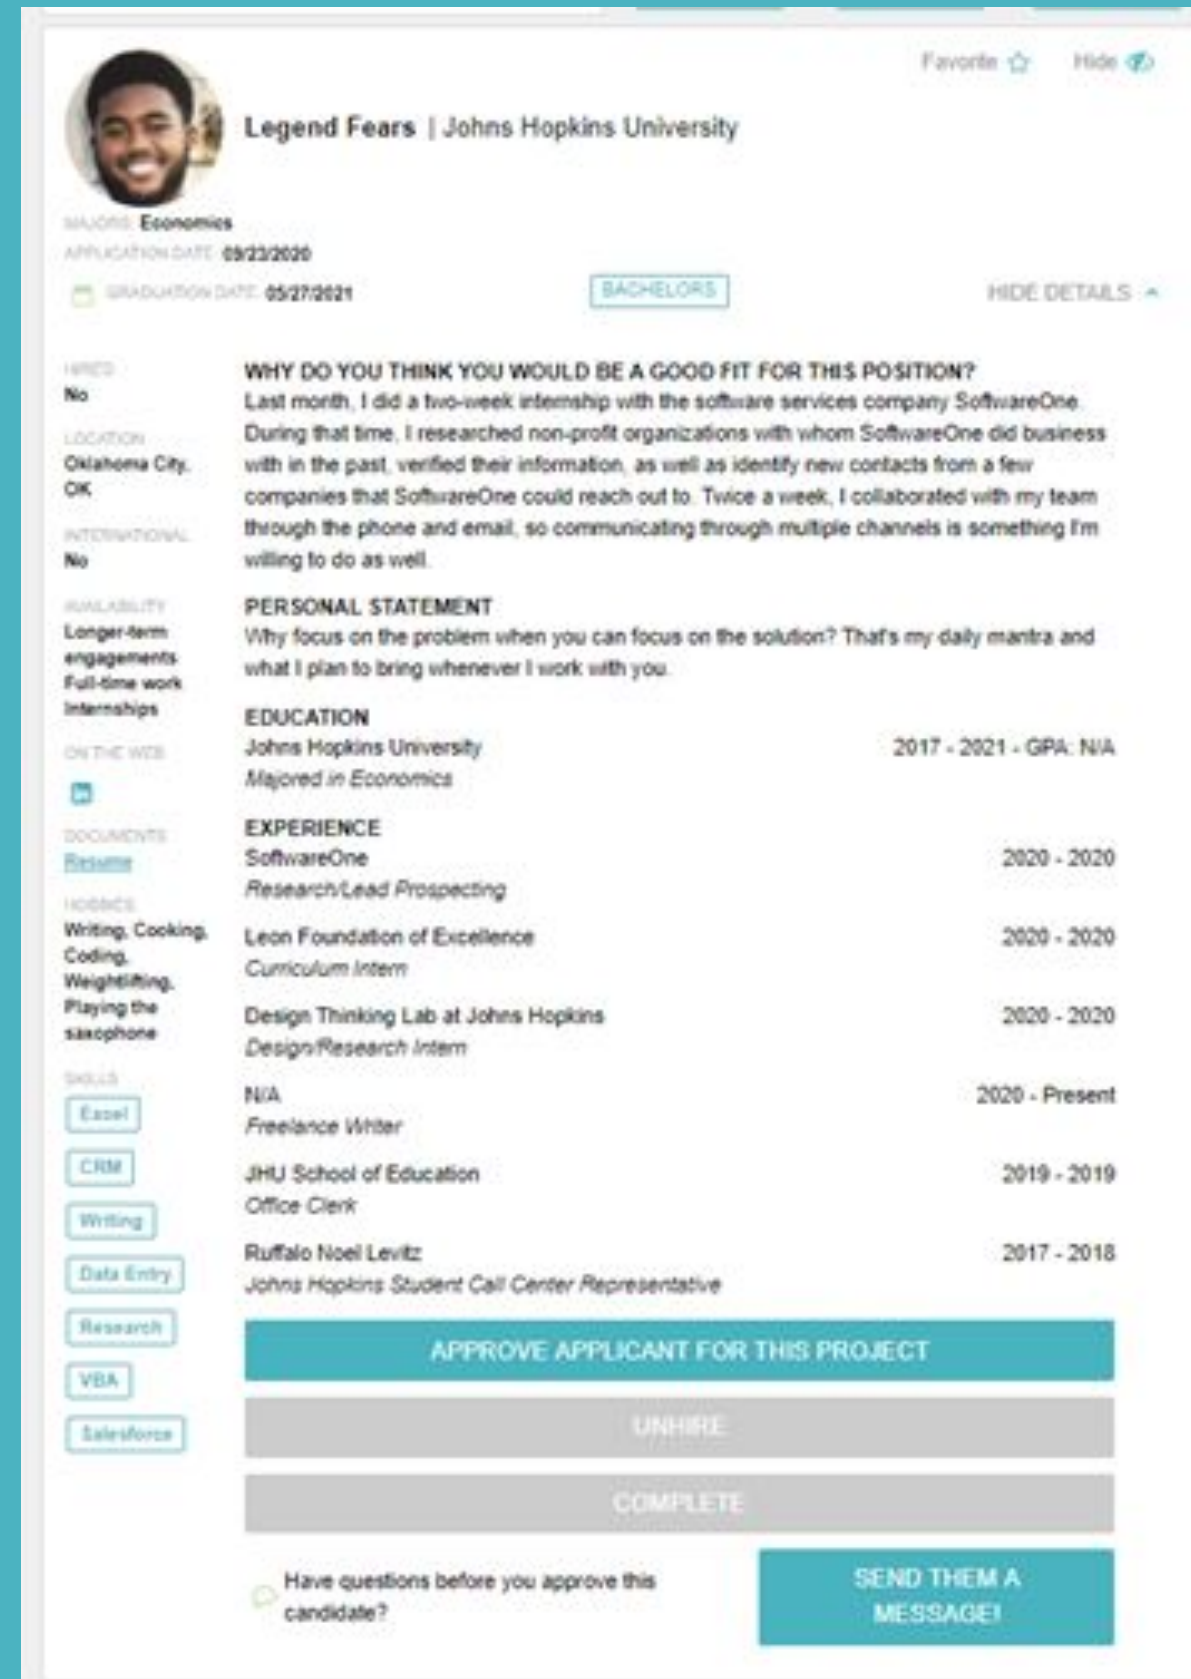 Favorite
Hide
Legend Fears | Johns Hopkins University
MAJORS: Economics
APPLICATION DATE: 09/23/2020
GRADUATION DATE: 05/27/2021
BACHELORS
HIDE DETAILS
HIRED
No
LOCATION
Oklahoma City,
OK
INTERNATIONAL
No
AVAILABILITY
Longer-term
engagements
Full-time work
Internships
ON THE WEB
in
DOCUMENTS
Resume
HOBBIES
Writing, Cooking,
Coding,
Weightlifting,
Playing the
saxophone
SKILLS
Excel
CRM
Writing
Data Entry
Research
VBA
Salesforce
WHY DO YOU THINK YOU WOULD BE A GOOD FIT FOR THIS POSITION?
Last month, I did a two-week internship with the software services company SoftwareOne.
During that time, I researched non-profit organizations with whom SoftwareOne did business
with in the past, verified their information, as well as identify new contacts from a few
companies that SoftwareOne could reach out to. Twice a week, I collaborated with my team
through the phone and email, so communicating through multiple channels is something I'm
willing to do as well.
PERSONAL STATEMENT
Why focus on the problem when you can focus on the solution? That's my daily mantra and
what I plan to bring whenever I work with you.
EDUCATION
Johns Hopkins University 2017 - 2021 - GPA: N/A
Majored in Economics
EXPERIENCE
SoftwareOne 2020 - 2020
Research/Lead Prospecting
Leon Foundation of Excellence 2020 - 2020
Curriculum Intern
Design Thinking Lab at Johns Hopkins 2020 - 2020
Design/Research Intern
N/A 2020 - Present
Freelance Writer
JHU School of Education 2019 - 2019
Office Clerk
Ruffalo Noel Levitz 2017 - 2018
Johns Hopkins Student Call Center Representative
APPROVE APPLICANT FOR THIS PROJECT
UNHIRE
COMPLETE
Have questions before you approve this
candidate?
SEND THEM A
MESSAGE!